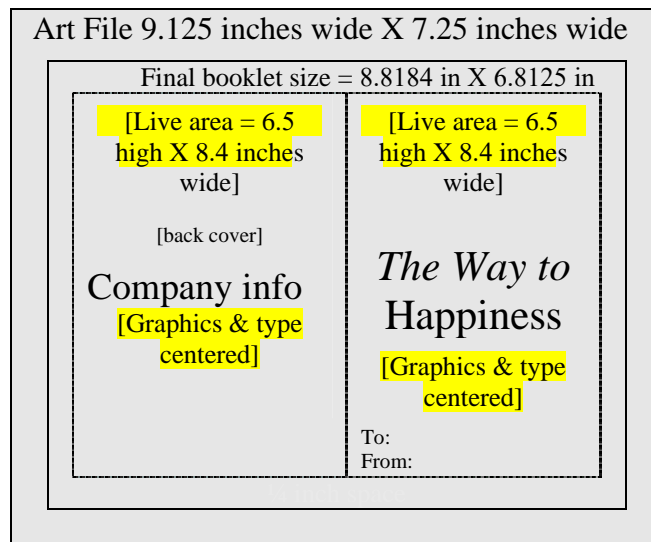 Art File 9.125 inches wide X 7.25 inches wide
Final booklet size = 8.8184 in X 6.8125 in
[Live area = 6.5
high X 8.4 inches
wide]
[back cover]
Company info
[Graphics & type
centered]
[Live area = 6.5
high X 8.4 inches
wide]
The Way to
Happiness
[Graphics & type
centered]
To:
From:
inch space